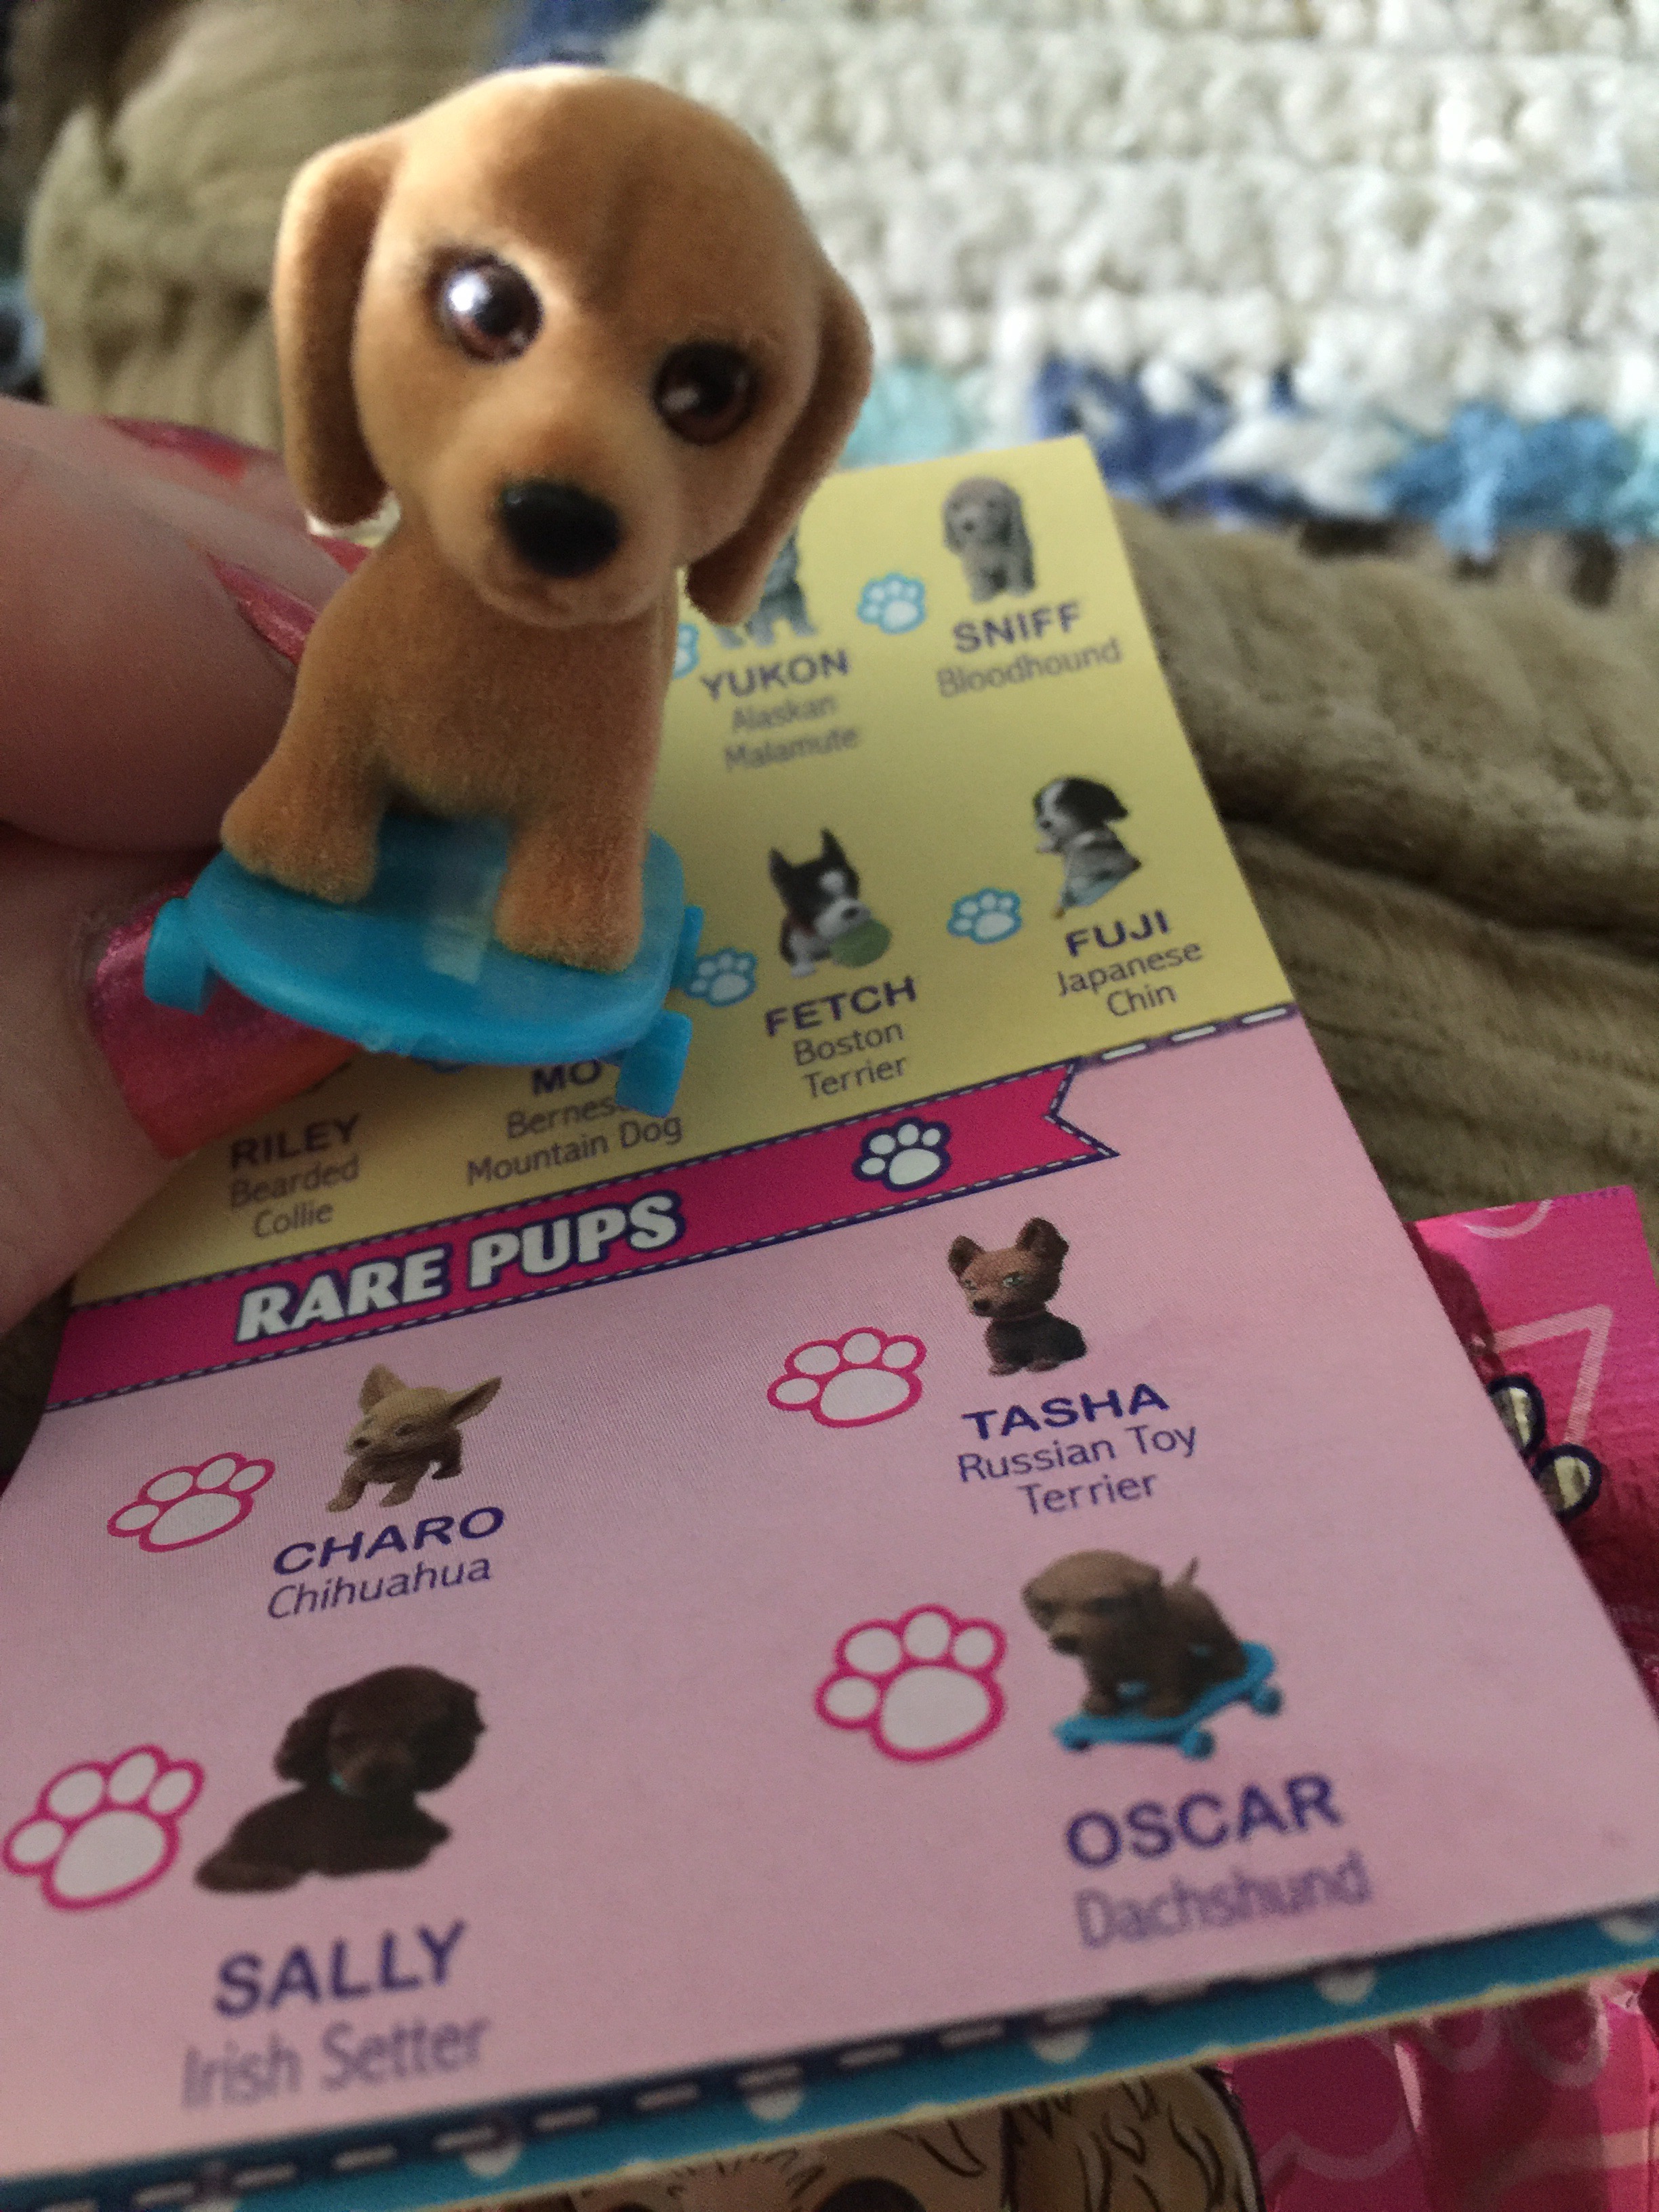 SNIFF
Bloodhound
YUKON
Alaskan
Malamute
FUJI
Japanese
Chin
FETCH
Boston
Terrier
MO
Mountain Dog
RILEY
Bearded
Collie
RARE PUPS
TASHA
Russian Toy
Terrier
CHARO
Chihuahua
OSCAR
Dachshund
SALLY
Irish Setter